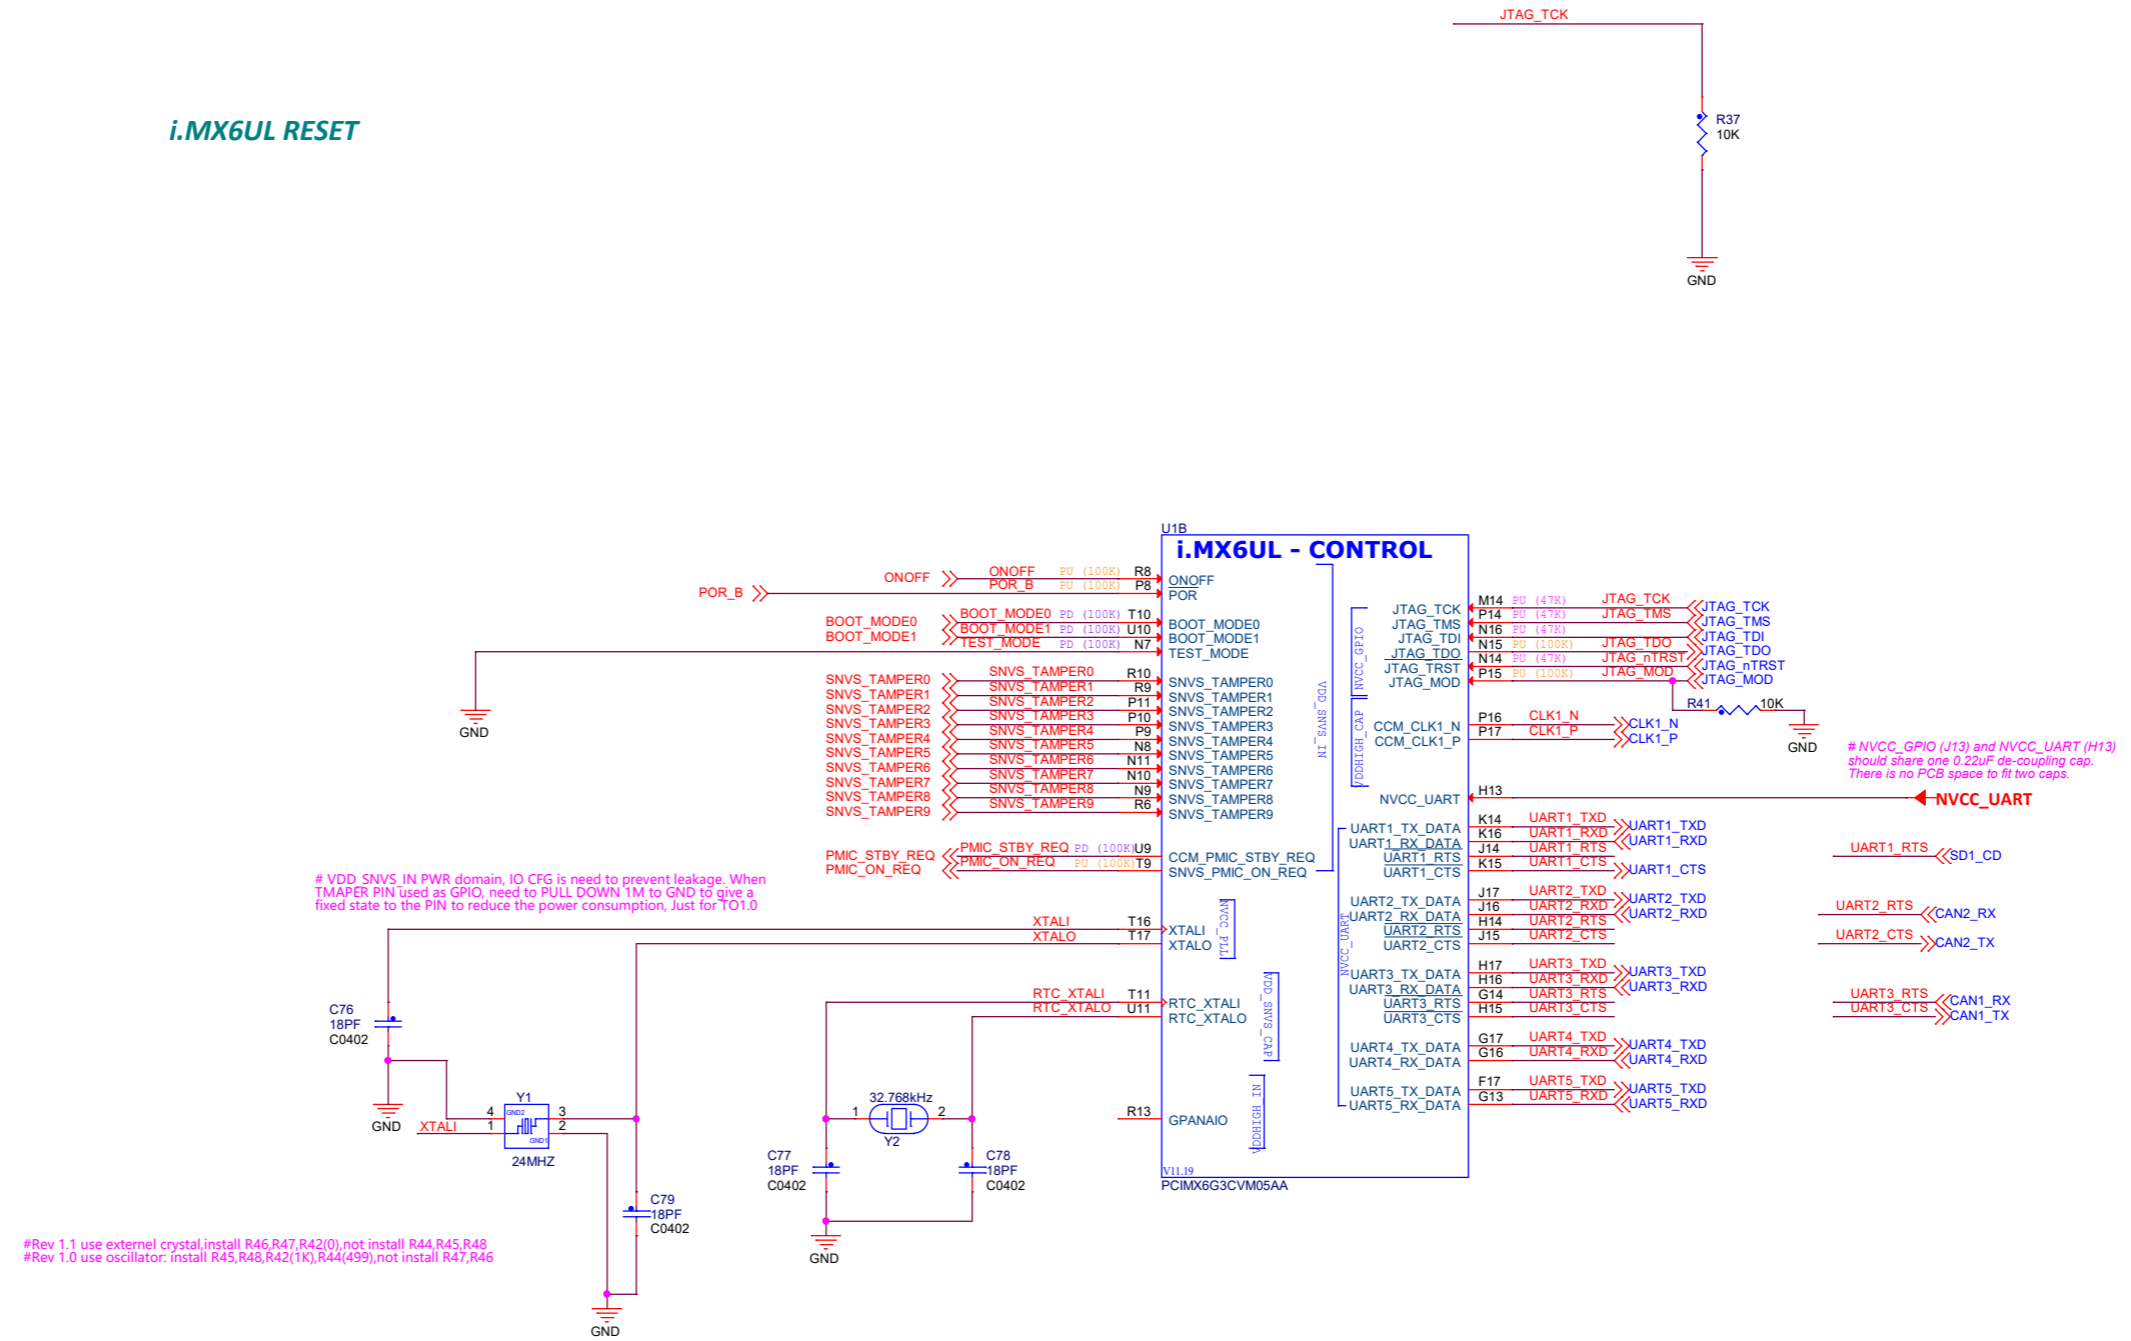 JTAG_TCK
i.MX6UL RESET
R37
10K
GND
U1B
i.MX6UL - CONTROL
ONOFF ONOFF PU (100K) R8 ONOFF
POR_B POR_B PU (100K) P8 POR
BOOT_MODE0 BOOT_MODE0 PD (100K) T10 BOOT_MODE0
BOOT_MODE1 BOOT_MODE1 PD (100K) U10 BOOT_MODE1
TEST_MODE PD (100K) N7 TEST_MODE
GND
SNVS_TAMPER0 SNVS_TAMPER0 R10 SNVS_TAMPER0
SNVS_TAMPER1 SNVS_TAMPER1 R9 SNVS_TAMPER1
SNVS_TAMPER2 SNVS_TAMPER2 P11 SNVS_TAMPER2
SNVS_TAMPER3 SNVS_TAMPER3 P10 SNVS_TAMPER3
SNVS_TAMPER4 SNVS_TAMPER4 P9 SNVS_TAMPER4
SNVS_TAMPER5 SNVS_TAMPER5 N8 SNVS_TAMPER5
SNVS_TAMPER6 SNVS_TAMPER6 N11 SNVS_TAMPER6
SNVS_TAMPER7 SNVS_TAMPER7 N10 SNVS_TAMPER7
SNVS_TAMPER8 SNVS_TAMPER8 N9 SNVS_TAMPER8
SNVS_TAMPER9 SNVS_TAMPER9 R6 SNVS_TAMPER9
PMIC_STBY_REQ PMIC_STBY_REQ PD (100K) U9 CCM_PMIC_STBY_REQ
PMIC_ON_REQ PMIC_ON_REQ PU (100K) T9 SNVS_PMIC_ON_REQ
VDD_SNVS_IN
# VDD_SNVS_IN PWR domain, IO CFG is need to prevent leakage. When
TMAPER PIN used as GPIO, need to PULL DOWN 1M to GND to give a
fixed state to the PIN to reduce the power consumption, Just for TO1.0
XTALI T16 XTALI
XTALO T17 XTALO
NVCC_PLL
RTC_XTALI T11 RTC_XTALI
RTC_XTALO U11 RTC_XTALO
VDD_SNVS_CAP
R13 GPANAIO
VDDHIGH_IN
V11.19
PCIMX6G3CVM05AA
JTAG_TCK M14 PU (47K) JTAG_TCK JTAG_TCK
JTAG_TMS P14 PU (47K) JTAG_TMS JTAG_TMS
JTAG_TDI N16 PU (47K) JTAG_TDI
JTAG_TDO N15 PU (100K) JTAG_TDO JTAG_TDO
JTAG_TRST N14 PU (47K) JTAG_nTRST JTAG_nTRST
JTAG_MOD P15 PU (100K) JTAG_MOD JTAG_MOD
NVCC_GPIO
R41 10K
GND
CCM_CLK1_N P16 CLK1_N CLK1_N
CCM_CLK1_P P17 CLK1_P CLK1_P
VDDHIGH_CAP
# NVCC_GPIO (J13) and NVCC_UART (H13)
should share one 0.22uF de-coupling cap.
There is no PCB space to fit two caps.
NVCC_UART H13 NVCC_UART
UART1_TX_DATA K14 UART1_TXD UART1_TXD
UART1_RX_DATA K16 UART1_RXD UART1_RXD
UART1_RTS J14 UART1_RTS UART1_RTS SD1_CD
UART1_CTS K15 UART1_CTS UART1_CTS
UART2_TX_DATA J17 UART2_TXD UART2_TXD
UART2_RX_DATA J16 UART2_RXD UART2_RXD
UART2_RTS H14 UART2_RTS UART2_RTS CAN2_RX
UART2_CTS J15 UART2_CTS UART2_CTS CAN2_TX
NVCC_UART
UART3_TX_DATA H17 UART3_TXD UART3_TXD
UART3_RX_DATA H16 UART3_RXD UART3_RXD
UART3_RTS G14 UART3_RTS UART3_RTS CAN1_RX
UART3_CTS H15 UART3_CTS UART3_CTS CAN1_TX
UART4_TX_DATA G17 UART4_TXD UART4_TXD
UART4_RX_DATA G16 UART4_RXD UART4_RXD
UART5_TX_DATA F17 UART5_TXD UART5_TXD
UART5_RX_DATA G13 UART5_RXD UART5_RXD
C76
18PF
C0402
GND
Y1
4 GND2 3
XTALI 1 GND1 2
24MHZ
C79
18PF
C0402
GND
32.768kHz
1 2
Y2
C77
18PF
C0402
C78
18PF
C0402
GND
#Rev 1.1 use externel crystal,install R46,R47,R42(0),not install R44,R45,R48
#Rev 1.0 use oscillator: install R45,R48,R42(1K),R44(499),not install R47,R46